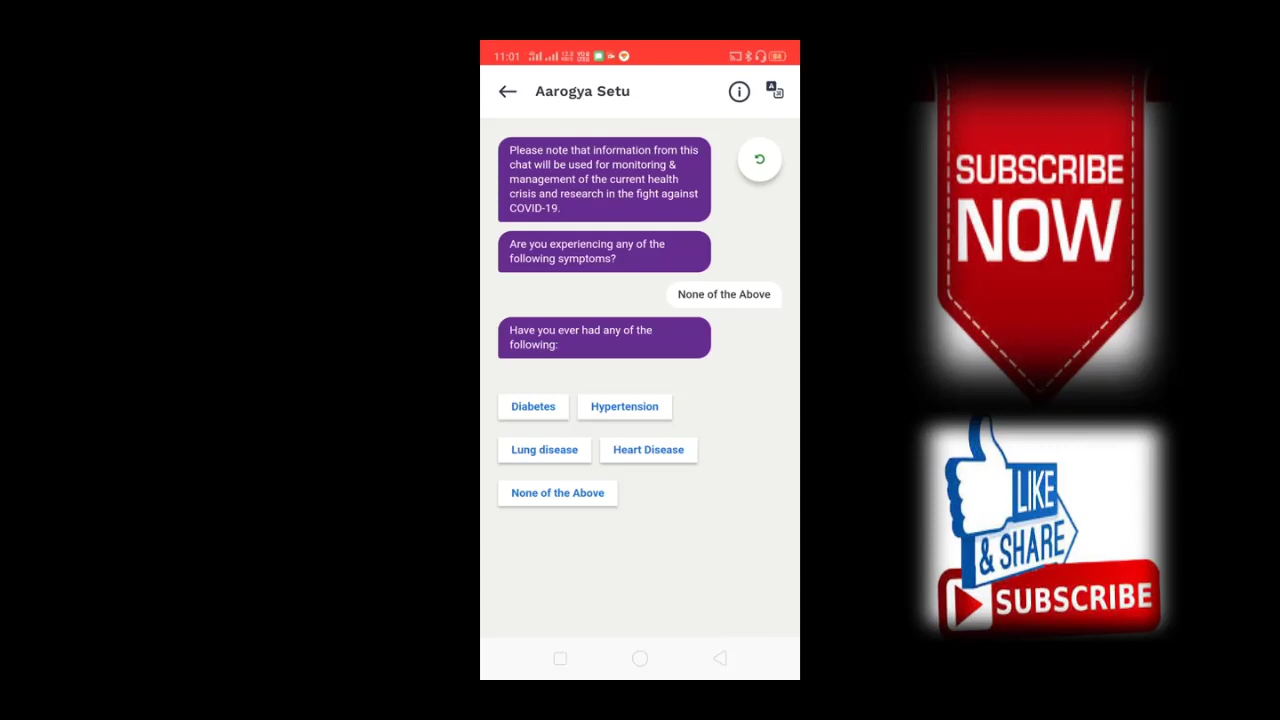 11:01
Aarogya Setu
Please note that information from this
chat will be used for monitoring &
management of the current health
crisis and research in the fight against
COVID-19.
Are you experiencing any of the
following symptoms?
None of the Above
Have you ever had any of the
following:
Diabetes Hypertension
Lung disease Heart Disease
None of the Above
SUBSCRIBE
NOW
LIKE
& SHARE
SUBSCRIBE